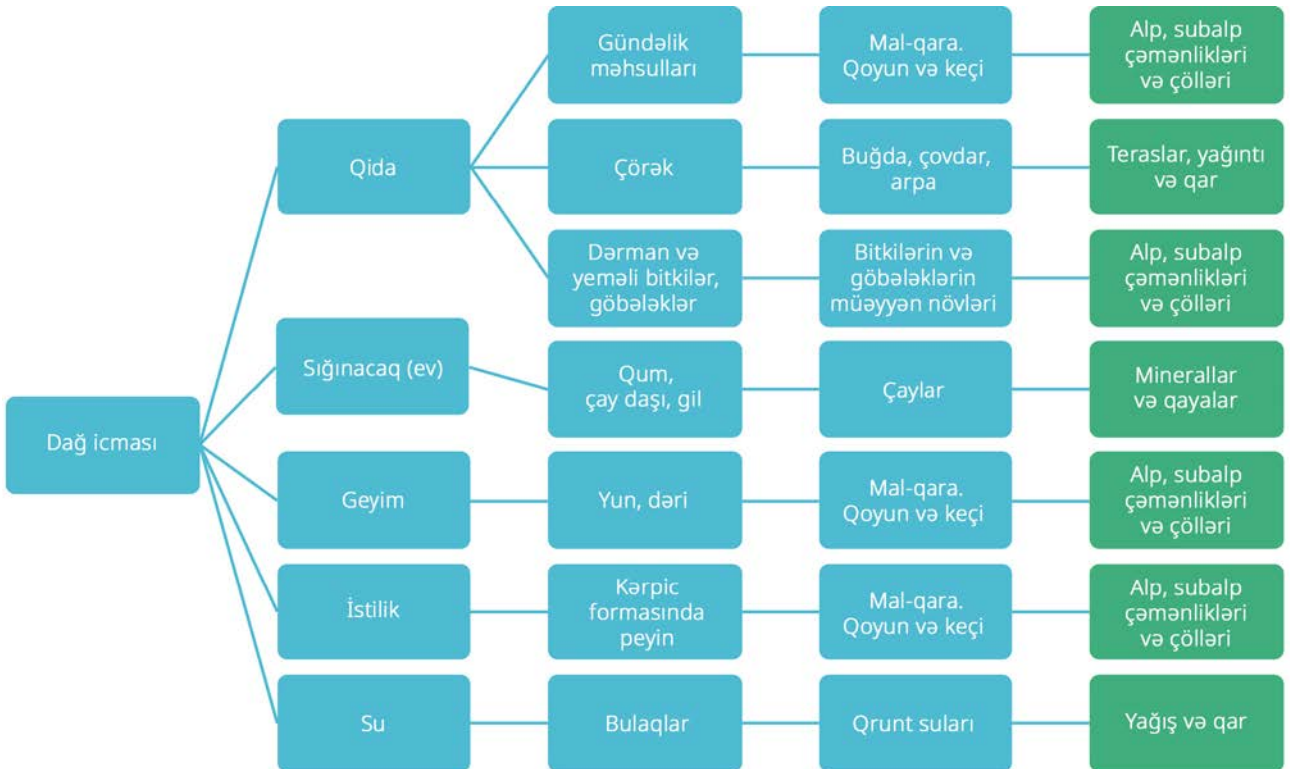 Gündəlik
məhsulları
Mal-qara.
Qoyun və keçi
Alp, subalp
çəmənlikləri
və çölləri
Qida
Çörək
Buğda, çovdar,
arpa
Teraslar, yağıntı
və qar
Dərman və
yeməli bitkilər,
göbələklər
Bitkilərin və
göbələklərin
müəyyən növləri
Alp, subalp
çəmənlikləri
və çölləri
Sığınacaq (ev)
Qum,
çay daşı, gil
Çaylar
Minerallar
və qayalar
Dağ icması
Geyim
Yun, dəri
Mal-qara.
Qoyun və keçi
Alp, subalp
çəmənlikləri
və çölləri
İstilik
Kərpic
formasında
peyin
Mal-qara.
Qoyun və keçi
Alp, subalp
çəmənlikləri
və çölləri
Su
Bulaqlar
Qrunt suları
Yağış və qar